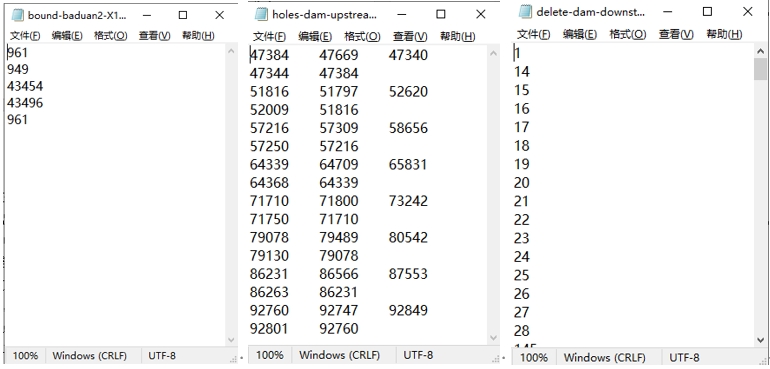 bound-baduan2-X1...
文件(F) 编辑(E) 格式(O) 查看(V) 帮助(H)
961
949
43454
43496
961
100% Windows (CRLF) UTF-8
holes-dam-upstrea...
文件(F) 编辑(E) 格式(O) 查看(V) 帮助(H)
47384 47669 47340
47344 47384
51816 51797 52620
52009 51816
57216 57309 58656
57250 57216
64339 64709 65831
64368 64339
71710 71800 73242
71750 71710
79078 79489 80542
79130 79078
86231 86566 87553
86263 86231
92760 92747 92849
92801 92760
100% Windows (CRLF) UTF-8
delete-dam-downst...
文件(F) 编辑(E) 格式(O) 查看(V) 帮助(H)
1
14
15
16
17
18
19
20
21
22
23
24
25
26
27
28
100% Windows (CRLF) UTF-8